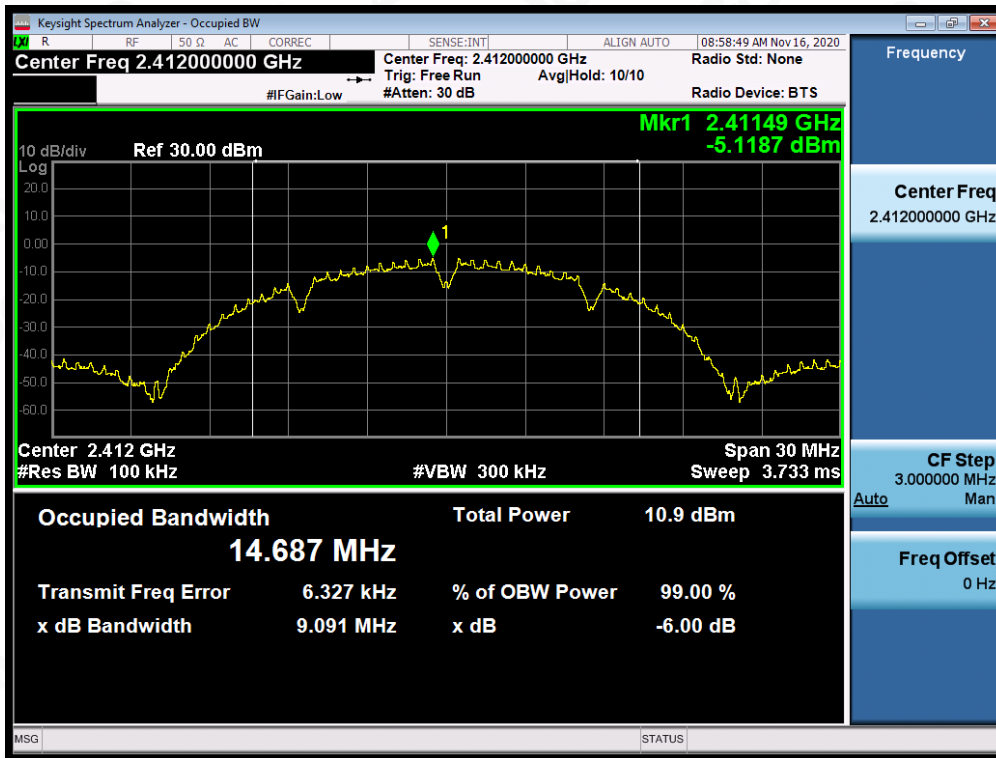 Keysight Spectrum Analyzer - Occupied BW
LXI R RF 50 Ω AC CORREC SENSE:INT ALIGN AUTO 08:58:49 AM Nov 16, 2020
Center Freq 2.412000000 GHz
Center Freq: 2.412000000 GHz Radio Std: None
Trig: Free Run Avg|Hold: 10/10
#IFGain:Low #Atten: 30 dB Radio Device: BTS
Mkr1 2.41149 GHz
-5.1187 dBm
10 dB/div Ref 30.00 dBm
Log
20.0
10.0
0.00
-10.0
-20.0
-30.0
-40.0
-50.0
-60.0
1
Center 2.412 GHz Span 30 MHz
#Res BW 100 kHz #VBW 300 kHz Sweep 3.733 ms
Occupied Bandwidth Total Power 10.9 dBm
14.687 MHz
Transmit Freq Error 6.327 kHz % of OBW Power 99.00 %
x dB Bandwidth 9.091 MHz x dB -6.00 dB
Frequency
Center Freq
2.412000000 GHz
CF Step
3.000000 MHz
Auto Man
Freq Offset
0 Hz
MSG STATUS